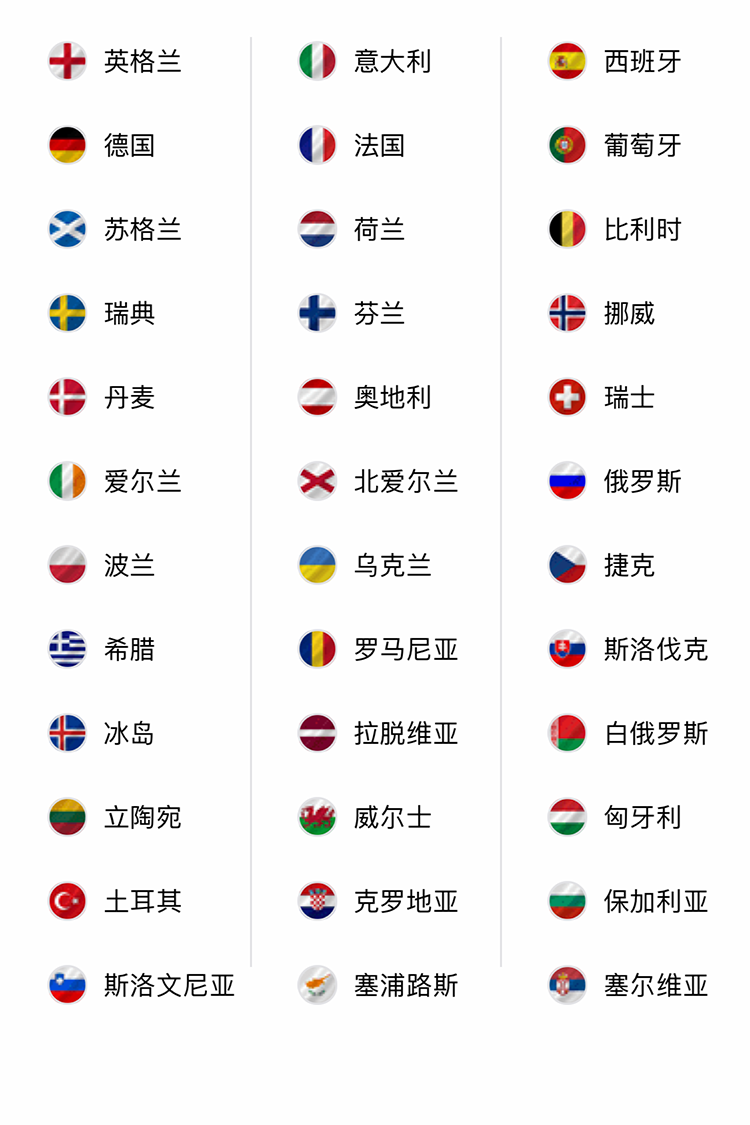 英格兰
意大利
西班牙
德国
法国
葡萄牙
苏格兰
荷兰
比利时
瑞典
芬兰
挪威
丹麦
奥地利
瑞士
爱尔兰
北爱尔兰
俄罗斯
波兰
乌克兰
捷克
希腊
罗马尼亚
斯洛伐克
冰岛
拉脱维亚
白俄罗斯
立陶宛
威尔士
匈牙利
土耳其
克罗地亚
保加利亚
斯洛文尼亚
塞浦路斯
塞尔维亚